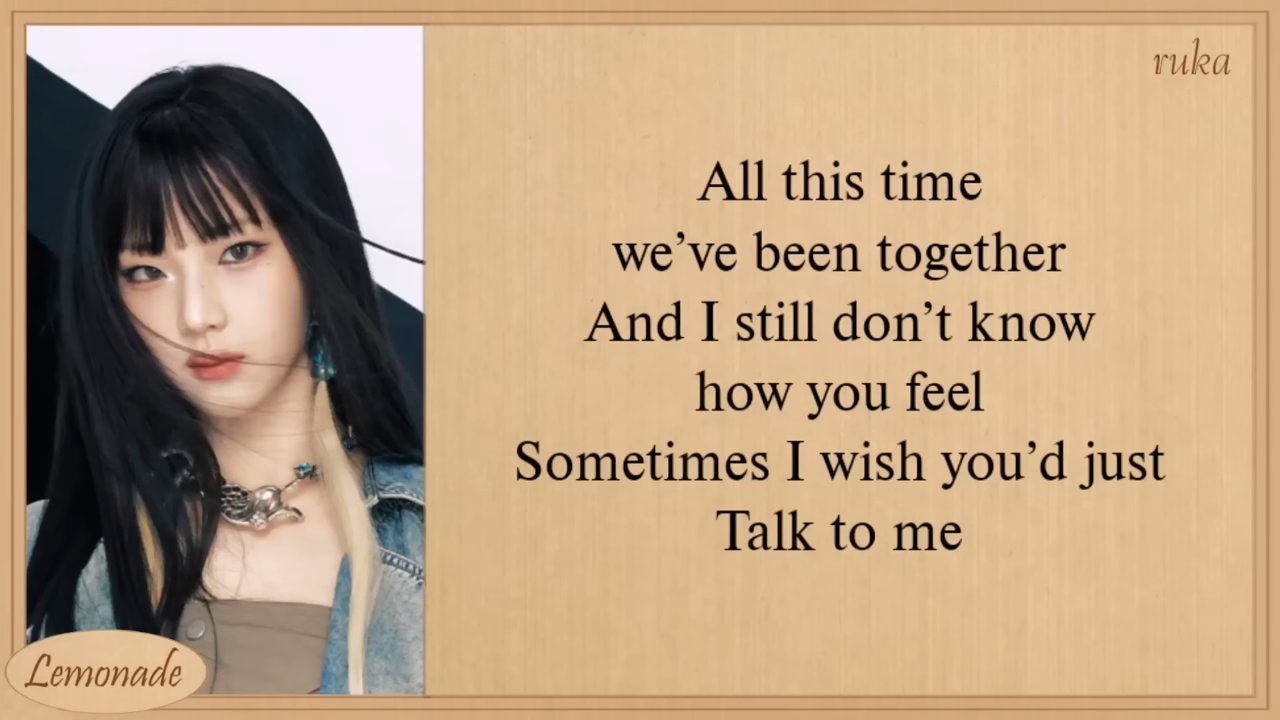 ruka
All this time
we’ve been together
And I still don’t know
how you feel
Sometimes I wish you’d just
Talk to me
Lemonade